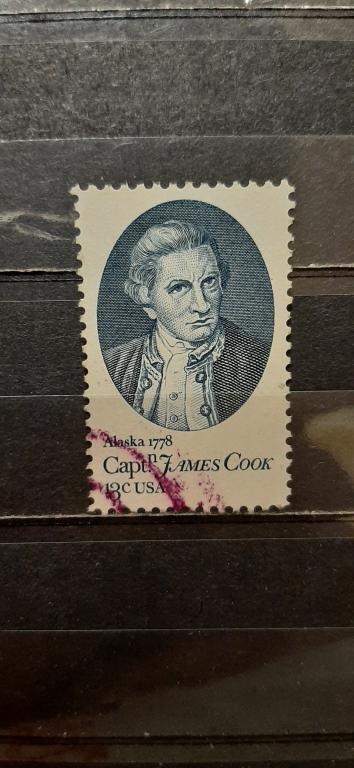 Alaska 1778
Captⁿ. JAMES COOK
13c USA